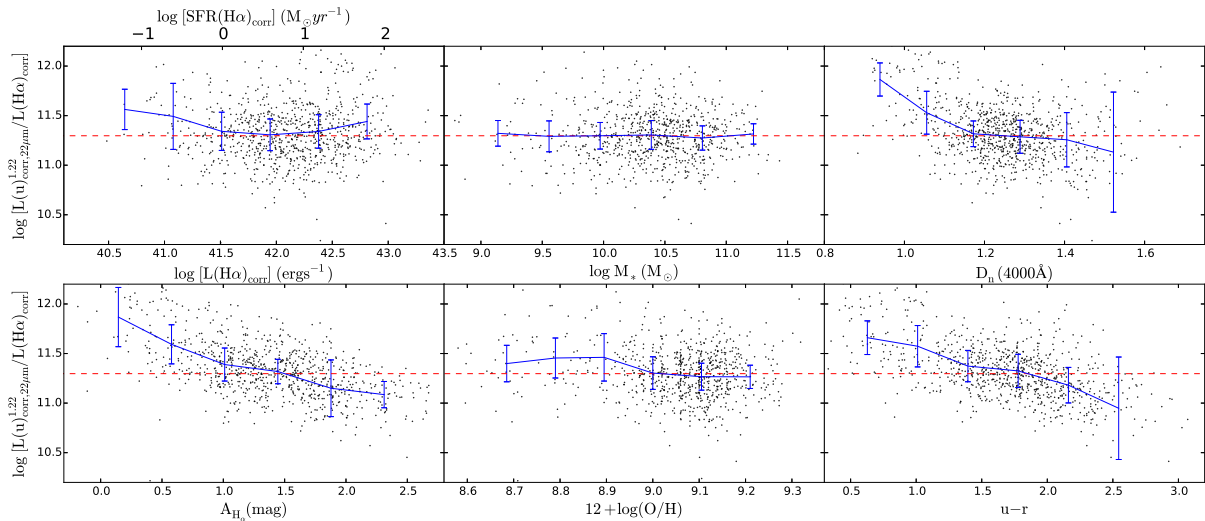 log [SFR(Hα)corr] (M⊙yr⁻¹)
−1 0 1 2
log [L(u)^1.22_corr,22μm/L(Hα)corr]
12.0
11.5
11.0
10.5
40.5 41.0 41.5 42.0 42.5 43.0 43.5
9.0 9.5 10.0 10.5 11.0 11.5
0.8 1.0 1.2 1.4 1.6
log [L(Hα)corr] (ergs⁻¹)
log M* (M⊙)
Dn (4000Å)
log [L(u)^1.22_corr,22μm/L(Hα)corr]
12.0
11.5
11.0
10.5
0.0 0.5 1.0 1.5 2.0 2.5
8.6 8.7 8.8 8.9 9.0 9.1 9.2 9.3
0.5 1.0 1.5 2.0 2.5 3.0
AHα (mag)
12+log(O/H)
u−r